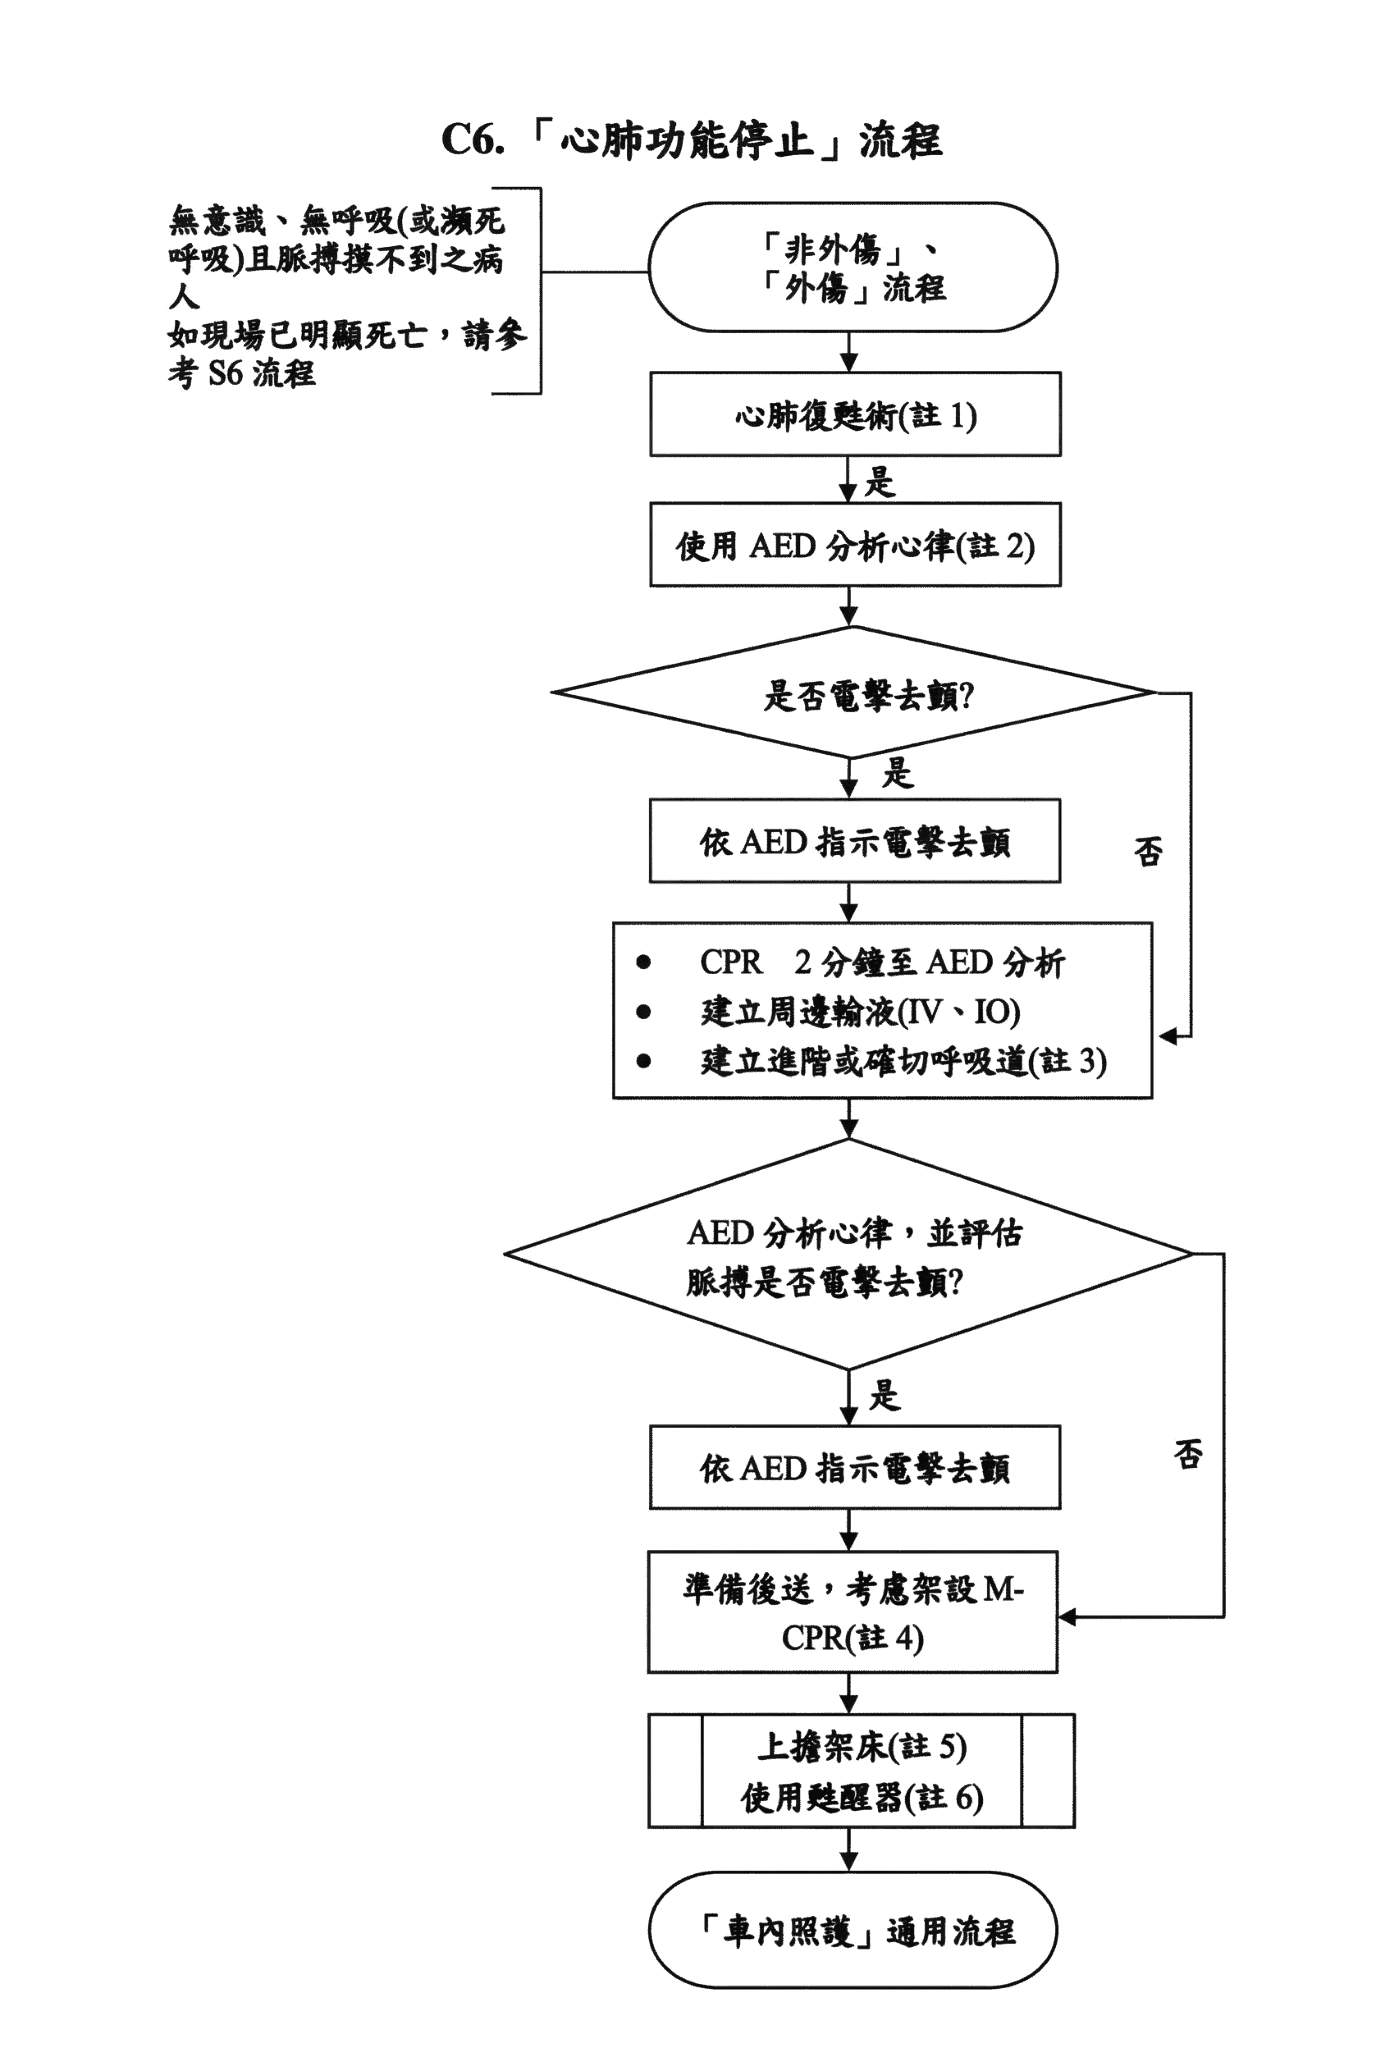 C6.「心肺功能停止」流程
無意識、無呼吸(或瀕死
呼吸)且脈搏摸不到之病
人
如現場已明顯死亡，請參
考 S6 流程
「非外傷」、
「外傷」流程
心肺復甦術(註 1)
是
使用 AED 分析心律(註 2)
是否電擊去顫?
是
否
依 AED 指示電擊去顫
● CPR 2 分鐘至 AED 分析
● 建立周邊輸液(IV、IO)
● 建立進階或確切呼吸道(註 3)
AED 分析心律，並評估
脈搏是否電擊去顫?
是
否
依 AED 指示電擊去顫
準備後送，考慮架設 M-
CPR(註 4)
上擔架床(註 5)
使用甦醒器(註 6)
「車內照護」通用流程